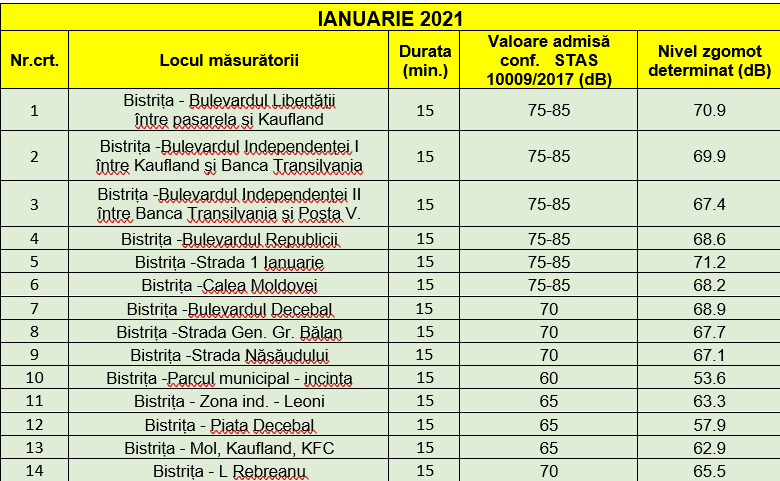 IANUARIE 2021
Nr.crt. Locul măsurătorii Durata (min.) Valoare admisă conf. STAS 10009/2017 (dB) Nivel zgomot determinat (dB)
1 Bistrița - Bulevardul Libertății între pasarela și Kaufland 15 75-85 70.9
2 Bistrița -Bulevardul Independenței I între Kaufland și Banca Transilvania 15 75-85 69.9
3 Bistrița -Bulevardul Independenței II între Banca Transilvania și Poșta V. 15 75-85 67.4
4 Bistrița -Bulevardul Republicii 15 75-85 68.6
5 Bistrița -Strada 1 Ianuarie 15 75-85 71.2
6 Bistrița -Calea Moldovei 15 75-85 68.2
7 Bistrița -Bulevardul Decebal 15 70 68.9
8 Bistrița -Strada Gen. Gr. Bălan 15 70 67.7
9 Bistrița -Strada Năsăudului 15 70 67.1
10 Bistrița -Parcul municipal - incinta 15 60 53.6
11 Bistrița - Zona ind. - Leoni 15 65 63.3
12 Bistrița - Piata Decebal 15 65 57.9
13 Bistrița - Mol, Kaufland, KFC 15 65 62.9
14 Bistrița - L Rebreanu 15 70 65.5